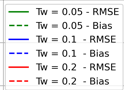 Tw = 0.05 - RMSE
Tw = 0.05 - Bias
Tw = 0.1 - RMSE
Tw = 0.1 - Bias
Tw = 0.2 - RMSE
Tw = 0.2 - Bias